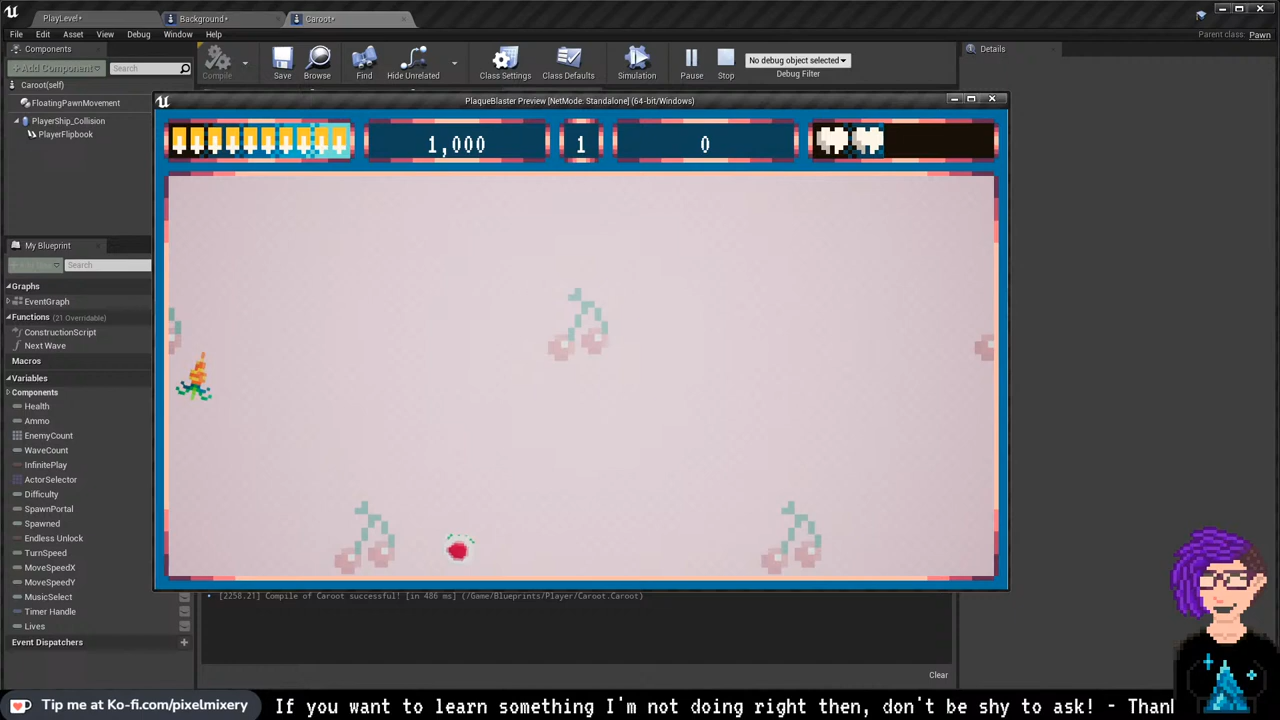 PlayLevel•
Background•
Caroot•
File
Edit
Asset
View
Debug
Window
Help
Parent class: Pawn
Components
+Add Component
Search
Caroot(self)
FloatingPawnMovement
PlayerShip_Collision
PlayerFlipbook
Compile
Save
Browse
Find
Hide Unrelated
Class Settings
Class Defaults
Simulation
Pause
Stop
No debug object selected
Debug Filter
Details
PlaqueBlaster Preview [NetMode: Standalone] (64-bit/Windows)
1,000
1
0
My Blueprint
Search
Graphs
EventGraph
Functions (21 Overridable)
ConstructionScript
Next Wave
Macros
Variables
Components
Health
Ammo
EnemyCount
WaveCount
InfinitePlay
ActorSelector
Difficulty
SpawnPortal
Spawned
Endless Unlock
TurnSpeed
MoveSpeedX
MoveSpeedY
MusicSelect
Timer Handle
Lives
Event Dispatchers
[2258.21] Compile of Caroot successful! [in 486 ms] (/Game/Blueprints/Player/Caroot.Caroot)
Clear
Tip me at Ko-fi.com/pixelmixery
If you want to learn something I'm not doing right then, don't be shy to ask! - Thank